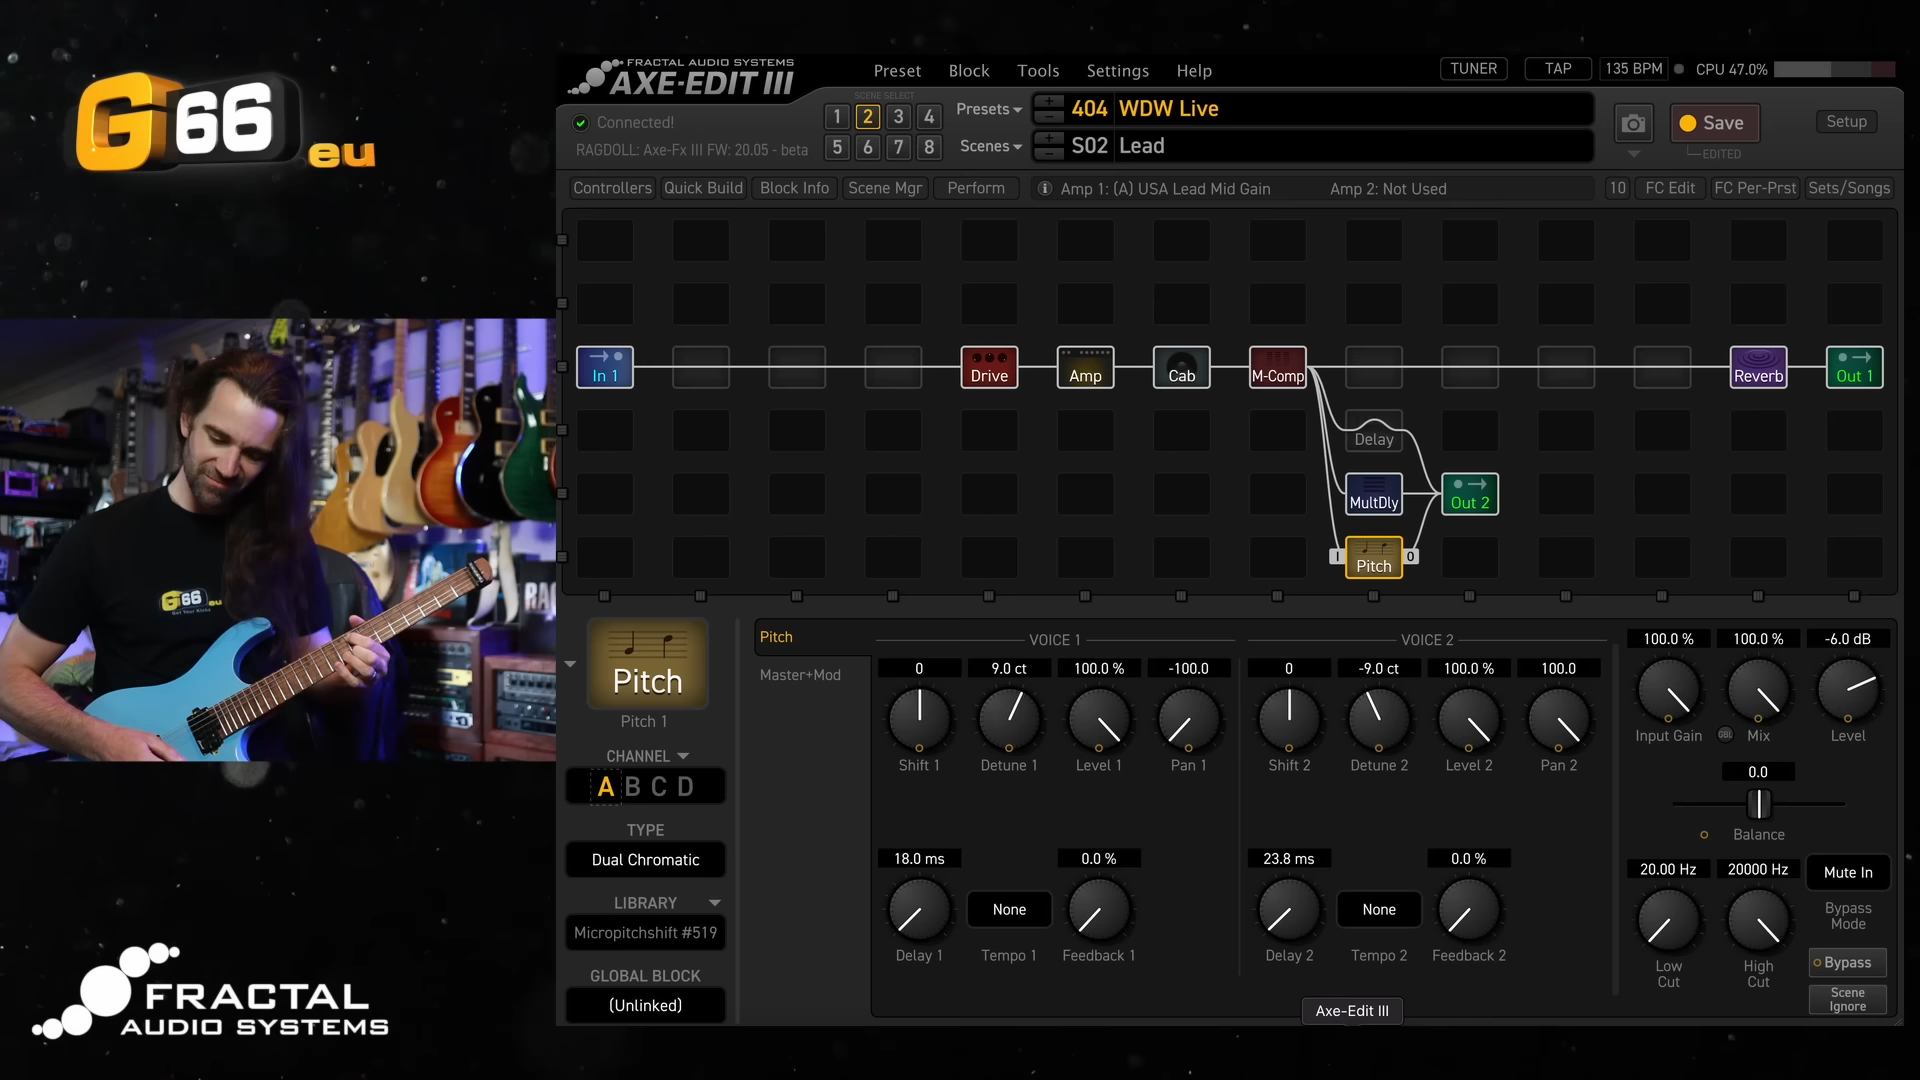 G66
eu
FRACTAL AUDIO SYSTEMS
AXE-EDIT III
Preset Block Tools Settings Help
TUNER TAP 135 BPM CPU 47.0%
SCENE SELECT
1 2 3 4
5 6 7 8
Connected!
RAGDOLL: Axe-Fx III FW: 20.05 - beta
Presets + - 404 WDW Live
Scenes + - S02 Lead
Save
EDITED
Setup
Controllers Quick Build Block Info Scene Mgr Perform
Amp 1: (A) USA Lead Mid Gain Amp 2: Not Used
10 FC Edit FC Per-Prst Sets/Songs
In 1 Drive Amp Cab M-Comp Reverb Out 1
Delay
MultDly Out 2
I Pitch O
Pitch
Pitch 1
CHANNEL
A B C D
TYPE
Dual Chromatic
LIBRARY
Micropitchshift #519
GLOBAL BLOCK
(Unlinked)
Pitch
Master+Mod
VOICE 1
0 9.0 ct 100.0 % -100.0
Shift 1 Detune 1 Level 1 Pan 1
18.0 ms 0.0 %
None
Delay 1 Tempo 1 Feedback 1
VOICE 2
0 -9.0 ct 100.0 % 100.0
Shift 2 Detune 2 Level 2 Pan 2
23.8 ms 0.0 %
None
Delay 2 Tempo 2 Feedback 2
100.0 % 100.0 % -6.0 dB
Input Gain GBL Mix Level
0.0
Balance
20.00 Hz 20000 Hz Mute In
Low Cut High Cut Bypass Mode
Bypass
Scene Ignore
Axe-Edit III
G66 eu
RAG
FRACTAL
AUDIO SYSTEMS